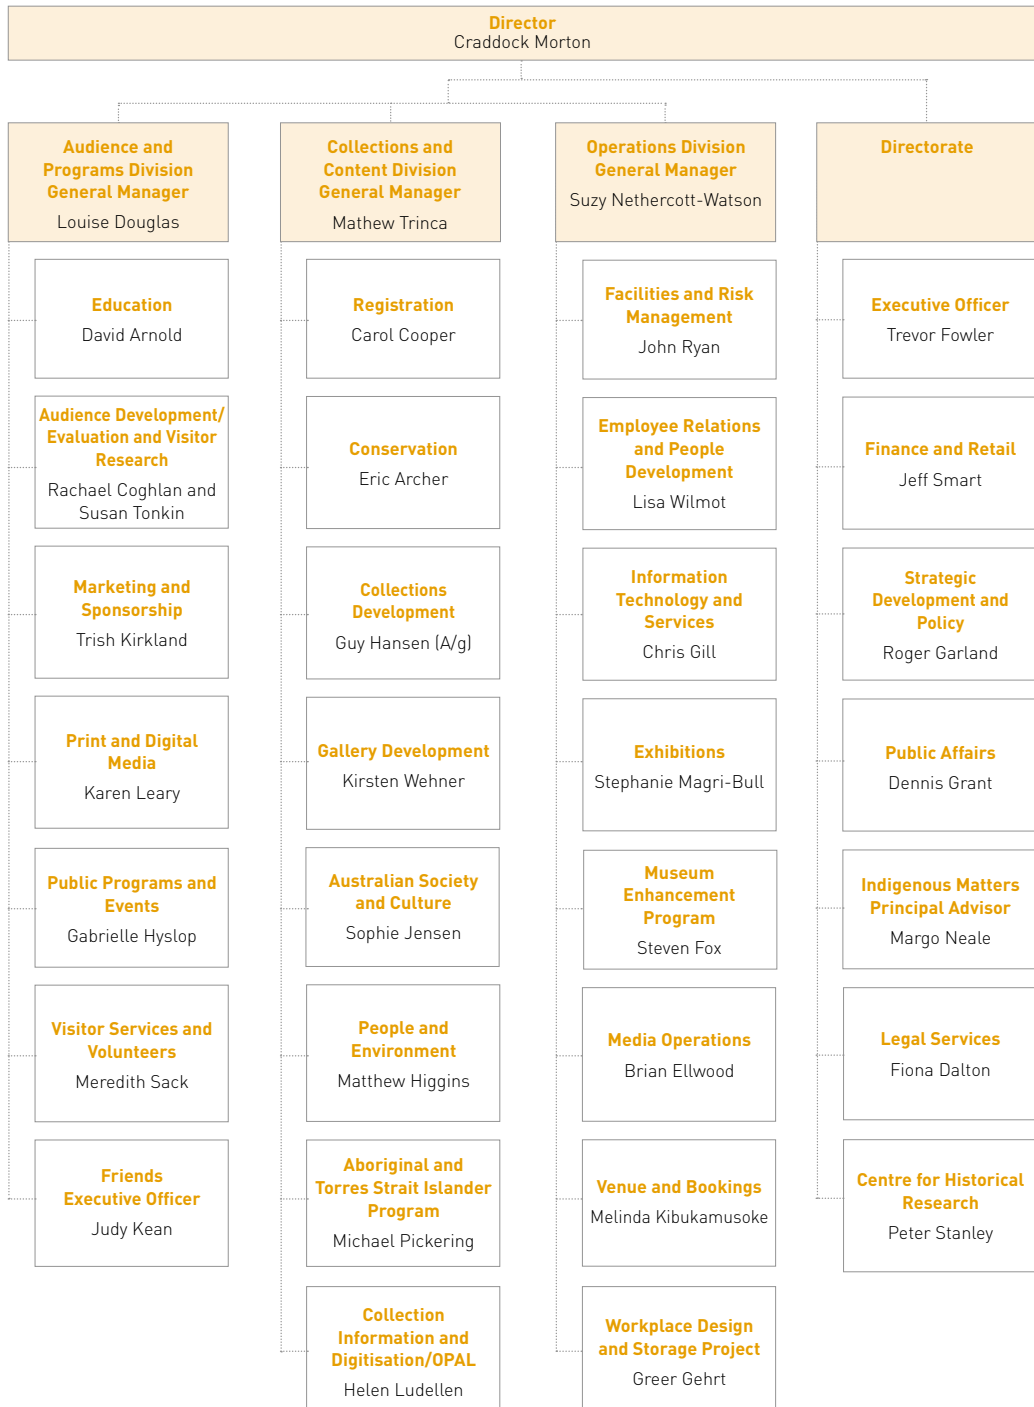 Director
Craddock Morton
Audience and
Programs Division
General Manager
Louise Douglas
Education
David Arnold
Audience Development/
Evaluation and Visitor
Research
Rachael Coghlan and
Susan Tonkin
Marketing and
Sponsorship
Trish Kirkland
Print and Digital
Media
Karen Leary
Public Programs and
Events
Gabrielle Hyslop
Visitor Services and
Volunteers
Meredith Sack
Friends
Executive Officer
Judy Kean
Collections and
Content Division
General Manager
Mathew Trinca
Registration
Carol Cooper
Conservation
Eric Archer
Collections
Development
Guy Hansen (A/g)
Gallery Development
Kirsten Wehner
Australian Society
and Culture
Sophie Jensen
People and
Environment
Matthew Higgins
Aboriginal and
Torres Strait Islander
Program
Michael Pickering
Collection
Information and
Digitisation/OPAL
Helen Ludellen
Operations Division
General Manager
Suzy Nethercott-Watson
Facilities and Risk
Management
John Ryan
Employee Relations
and People
Development
Lisa Wilmot
Information
Technology and
Services
Chris Gill
Exhibitions
Stephanie Magri-Bull
Museum
Enhancement
Program
Steven Fox
Media Operations
Brian Ellwood
Venue and Bookings
Melinda Kibukamusoke
Workplace Design
and Storage Project
Greer Gehrt
Directorate
Executive Officer
Trevor Fowler
Finance and Retail
Jeff Smart
Strategic
Development and
Policy
Roger Garland
Public Affairs
Dennis Grant
Indigenous Matters
Principal Advisor
Margo Neale
Legal Services
Fiona Dalton
Centre for Historical
Research
Peter Stanley